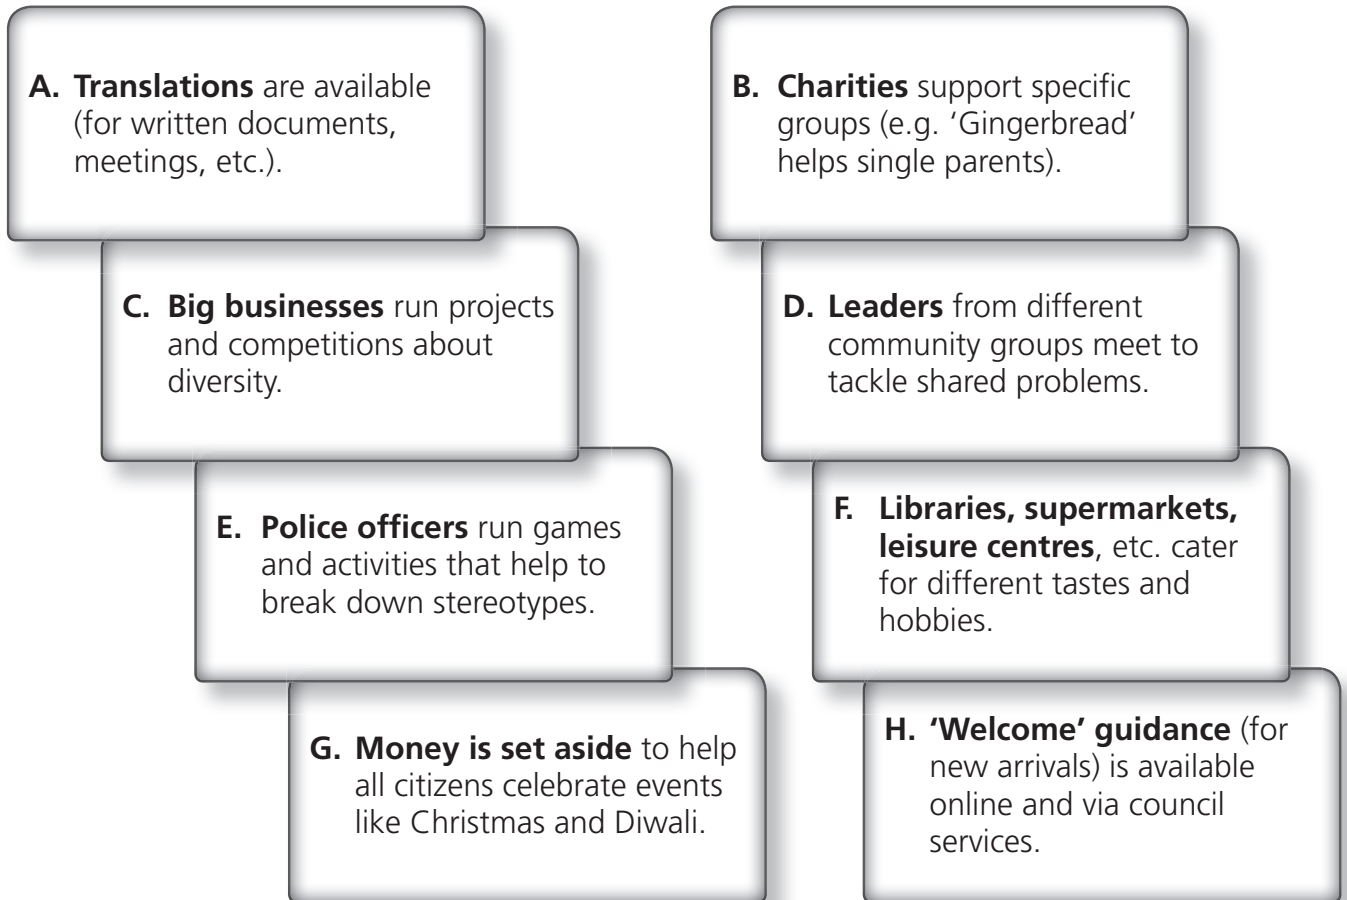 A. Translations are available
(for written documents,
meetings, etc.).
B. Charities support specific
groups (e.g. ‘Gingerbread’
helps single parents).
C. Big businesses run projects
and competitions about
diversity.
D. Leaders from different
community groups meet to
tackle shared problems.
E. Police officers run games
and activities that help to
break down stereotypes.
F. Libraries, supermarkets,
leisure centres, etc. cater
for different tastes and
hobbies.
G. Money is set aside to help
all citizens celebrate events
like Christmas and Diwali.
H. ‘Welcome’ guidance (for
new arrivals) is available
online and via council
services.